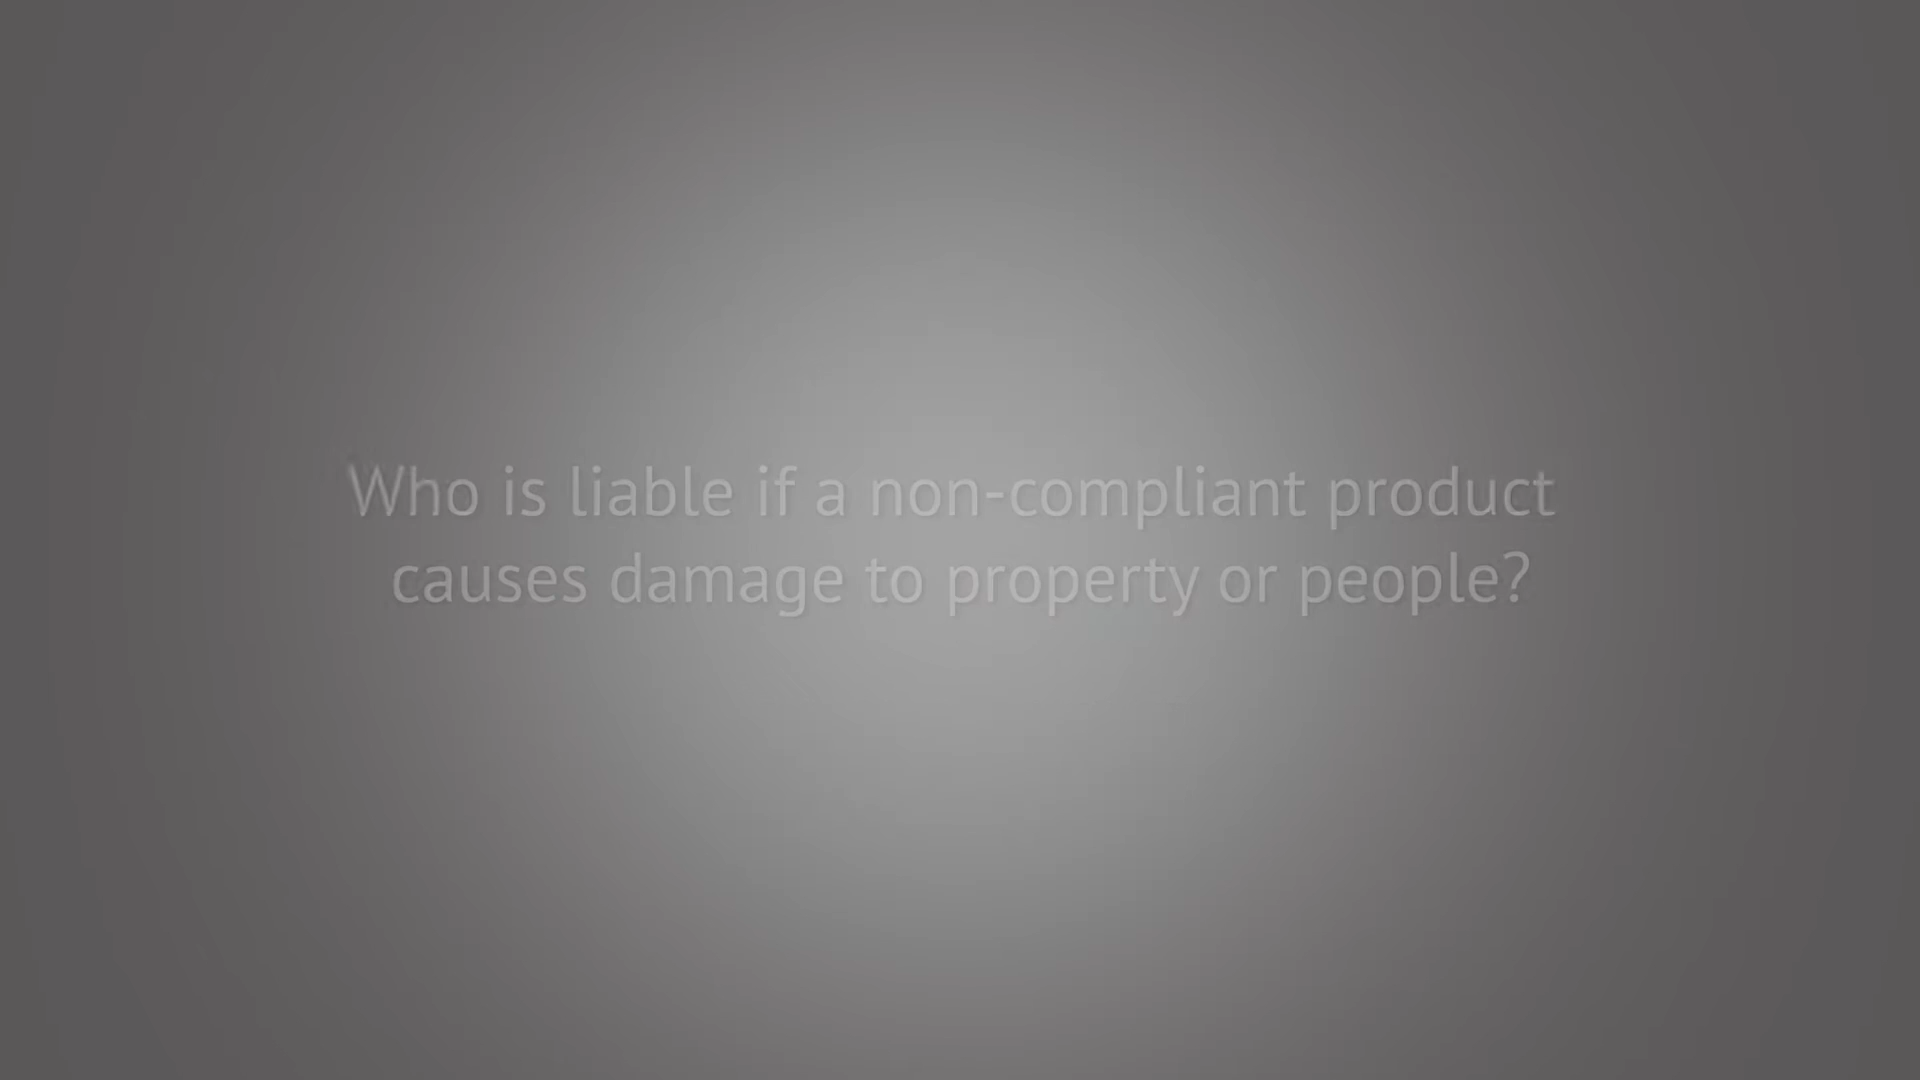 Who is liable if a non-compliant product
causes damage to property or people?